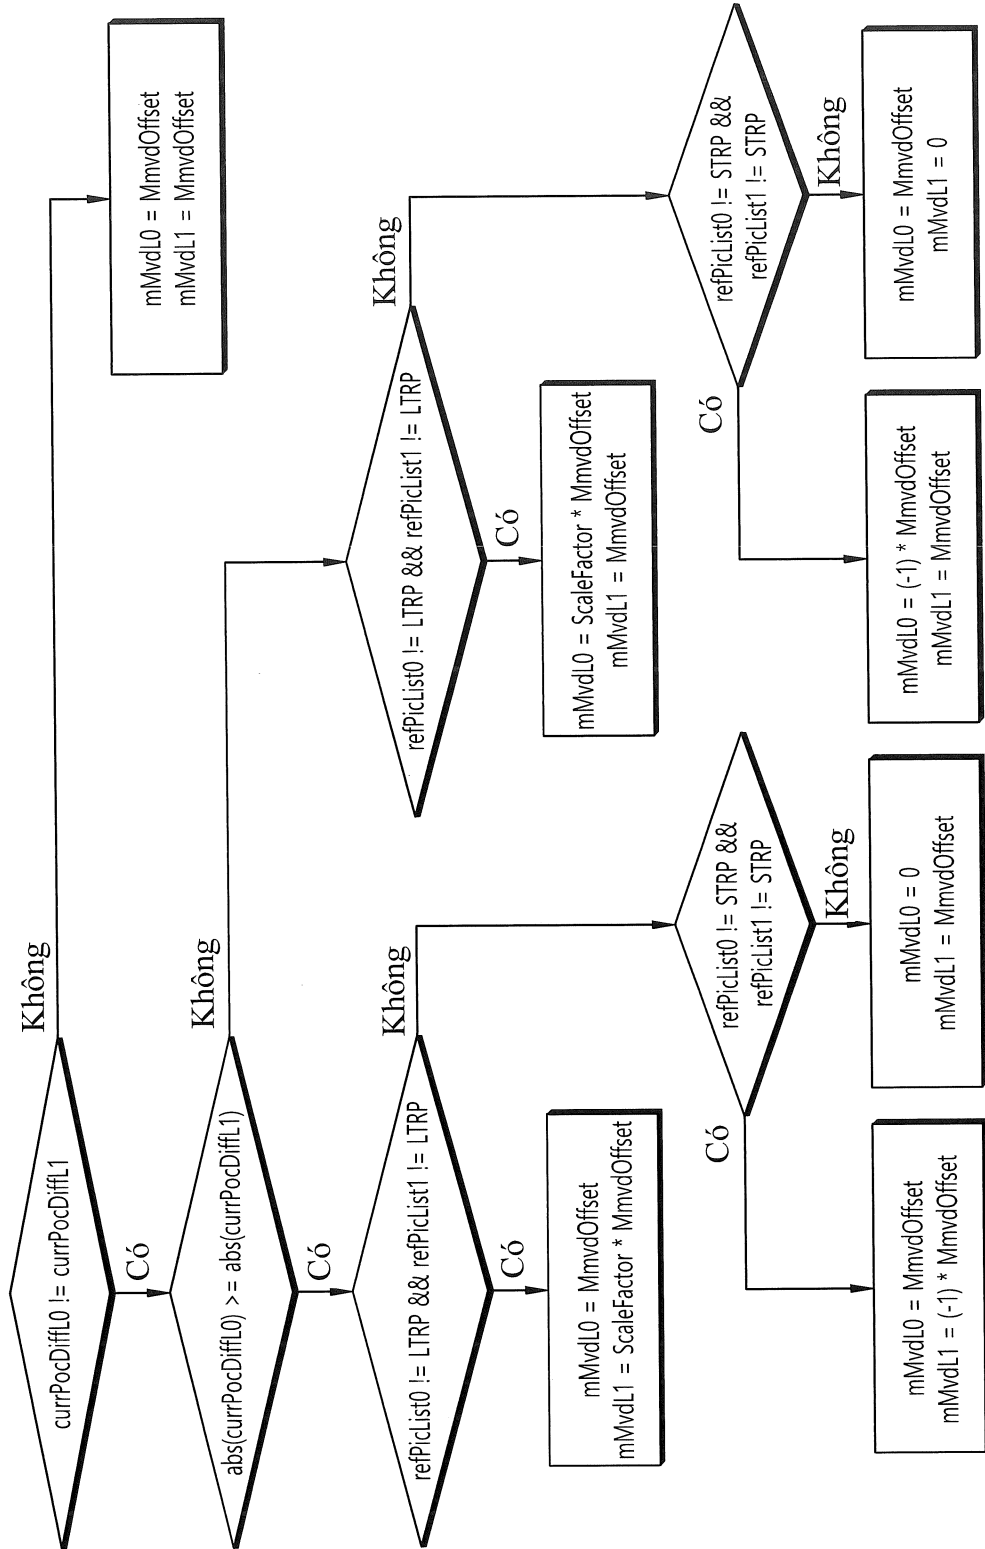 currPocDiffL0 != currPocDiffL1
Không
mMvdL0 = MmvdOffset
mMvdL1 = MmvdOffset
Có
abs(currPocDiffL0) >= abs(currPocDiffL1)
Không
Có
refPicList0 != LTRP && refPicList1 != LTRP
Không
Có
mMvdL0 = MmvdOffset
mMvdL1 = ScaleFactor * MmvdOffset
refPicList0 != LTRP && refPicList1 != LTRP
Không
Có
mMvdL0 = ScaleFactor * MmvdOffset
mMvdL1 = MmvdOffset
refPicList0 != STRP &&
refPicList1 != STRP
Có
Không
mMvdL0 = MmvdOffset
mMvdL1 = (-1) * MmvdOffset
mMvdL0 = 0
mMvdL1 = MmvdOffset
refPicList0 != STRP &&
refPicList1 != STRP
Có
Không
mMvdL0 = (-1) * MmvdOffset
mMvdL1 = MmvdOffset
mMvdL0 = MmvdOffset
mMvdL1 = 0